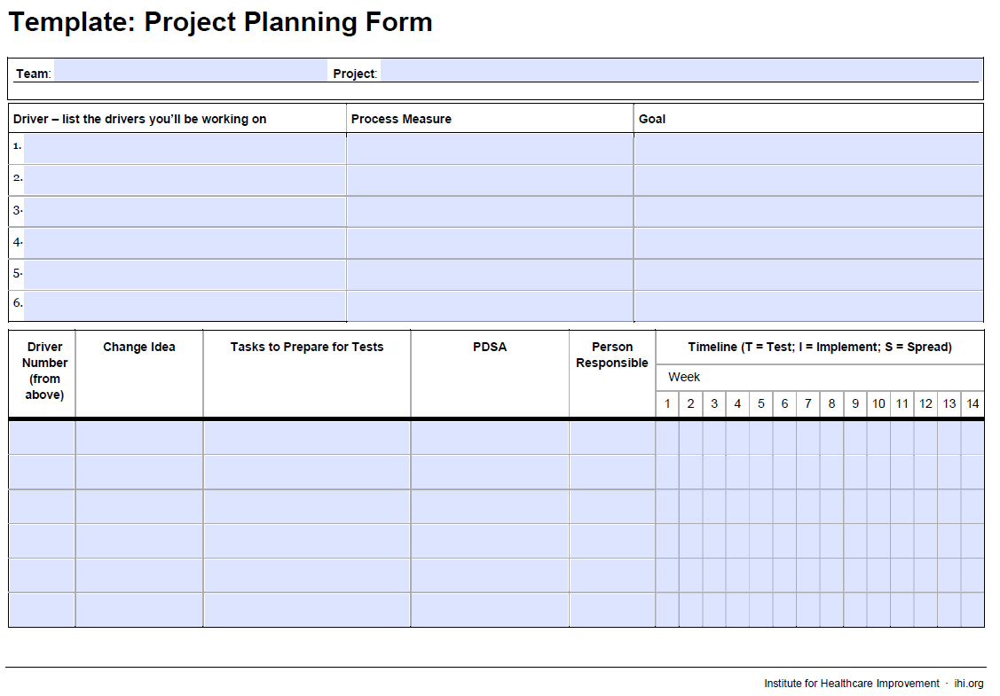 Template: Project Planning Form
Team: Project:
Driver – list the drivers you’ll be working on Process Measure Goal
1.
2.
3.
4.
5.
6.
Driver Number (from above) Change Idea Tasks to Prepare for Tests PDSA Person Responsible Timeline (T = Test; I = Implement; S = Spread)
Week
1 2 3 4 5 6 7 8 9 10 11 12 13 14
Institute for Healthcare Improvement · ihi.org